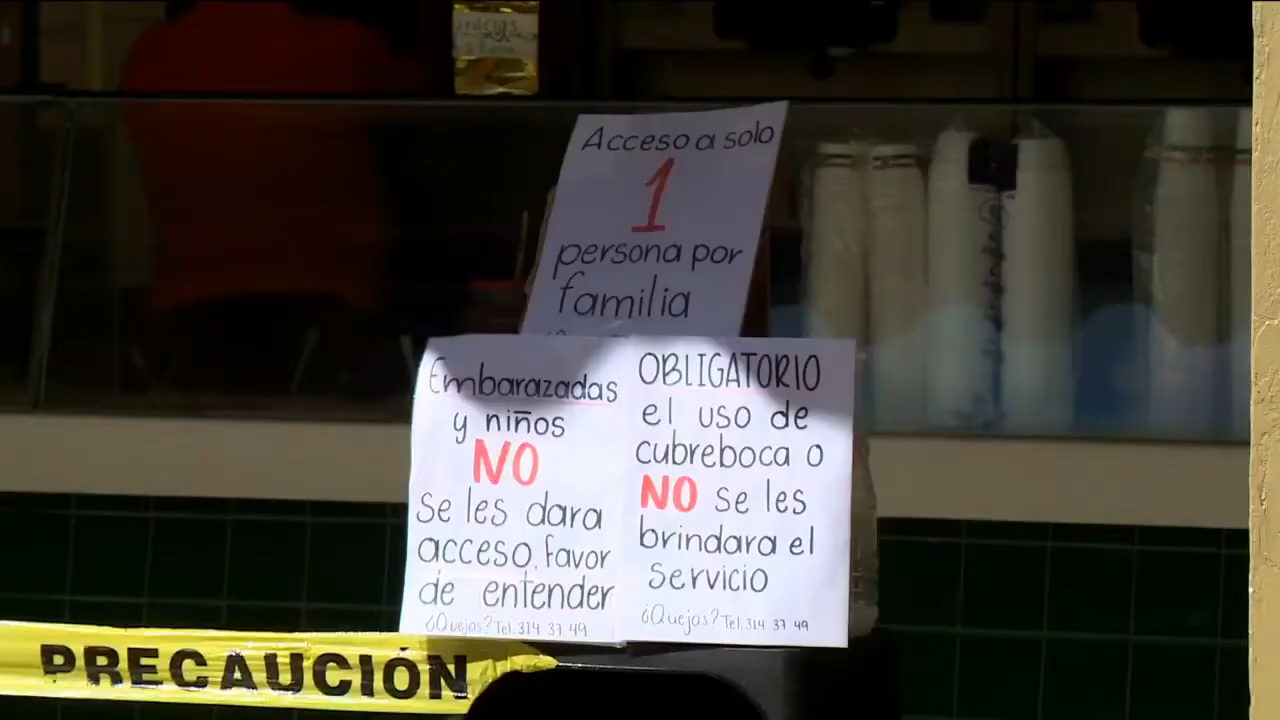 Gracias
Acceso a solo
1
persona por
familia
Embarazadas
y niños
NO
se les dara
acceso. favor
de entender
¿Quejas? Tel. 314 37 49
OBLIGATORIO
el uso de
cubreboca o
NO se les
brindara el
servicio
¿Quejas? Tel. 314 37 49
PRECAUCIÓN